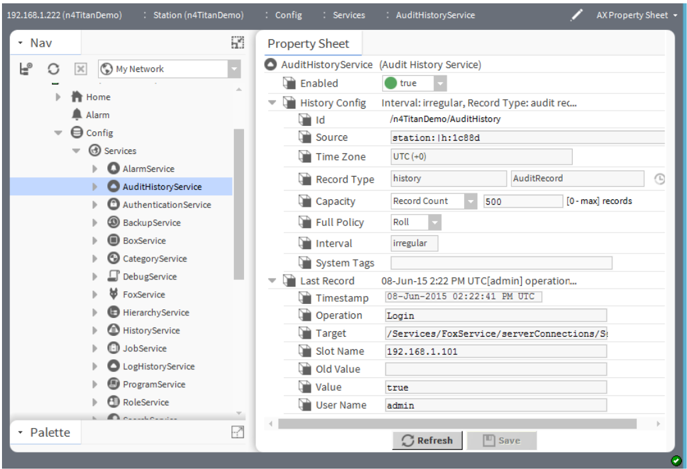 192.168.1.222 (n4TitanDemo) : Station (n4TitanDemo) : Config : Services : AuditHistoryService AX Property Sheet
Nav
My Network
Home
Alarm
Config
Services
AlarmService
AuditHistoryService
AuthenticationService
BackupService
BoxService
CategoryService
DebugService
FoxService
HierarchyService
HistoryService
JobService
LogHistoryService
ProgramService
RoleService
Palette
Property Sheet
AuditHistoryService (Audit History Service)
Enabled true
History Config Interval: irregular, Record Type: audit rec...
Id /n4TitanDemo/AuditHistory
Source station:|h:1c88d
Time Zone UTC (+0)
Record Type history AuditRecord
Capacity Record Count 500 [0 - max] records
Full Policy Roll
Interval irregular
System Tags
Last Record 08-Jun-15 2:22 PM UTC[admin] operation...
Timestamp 08-Jun-2015 02:22:41 PM UTC
Operation Login
Target /Services/FoxService/serverConnections/S
Slot Name 192.168.1.101
Old Value
Value true
User Name admin
Refresh Save